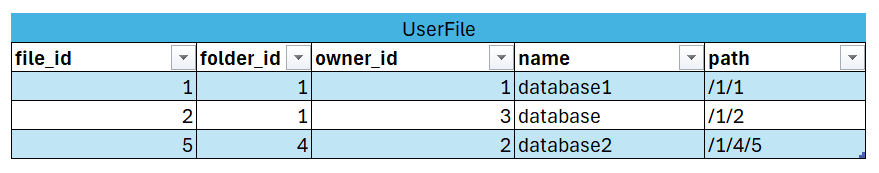 UserFile
file_id folder_id owner_id name path
1 1 1 database1 /1/1
2 1 3 database /1/2
5 4 2 database2 /1/4/5